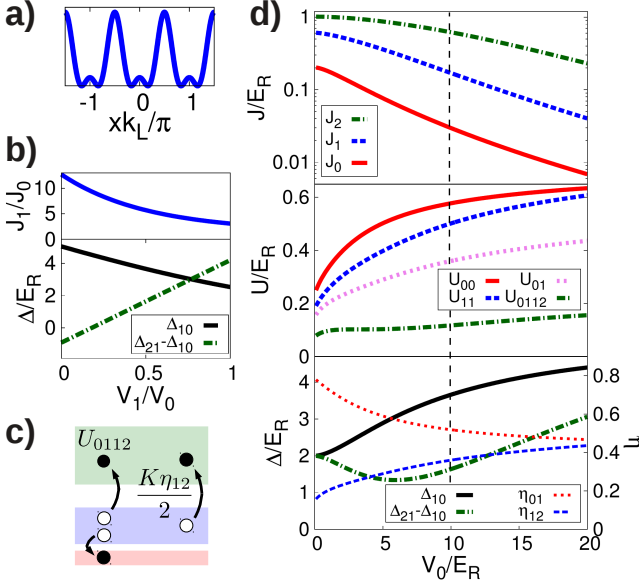 a)
-1 0 1
xk_L/π
b)
J_1/J_0
10
5
0
Δ/E_R
4
2
0
Δ_10
Δ_21-Δ_10
0 0.5 1
V_1/V_0
c)
U_0112
Kη_12
2
d)
J/E_R
1
0.1
0.01
J_2
J_1
J_0
U/E_R
0.6
0.4
0.2
0
U_00 U_01
U_11 U_0112
Δ/E_R
4
3
2
1
0
0.8
0.6
0.4
0.2
0
η
Δ_10 η_01
Δ_21-Δ_10 η_12
0 5 10 15 20
V_0/E_R